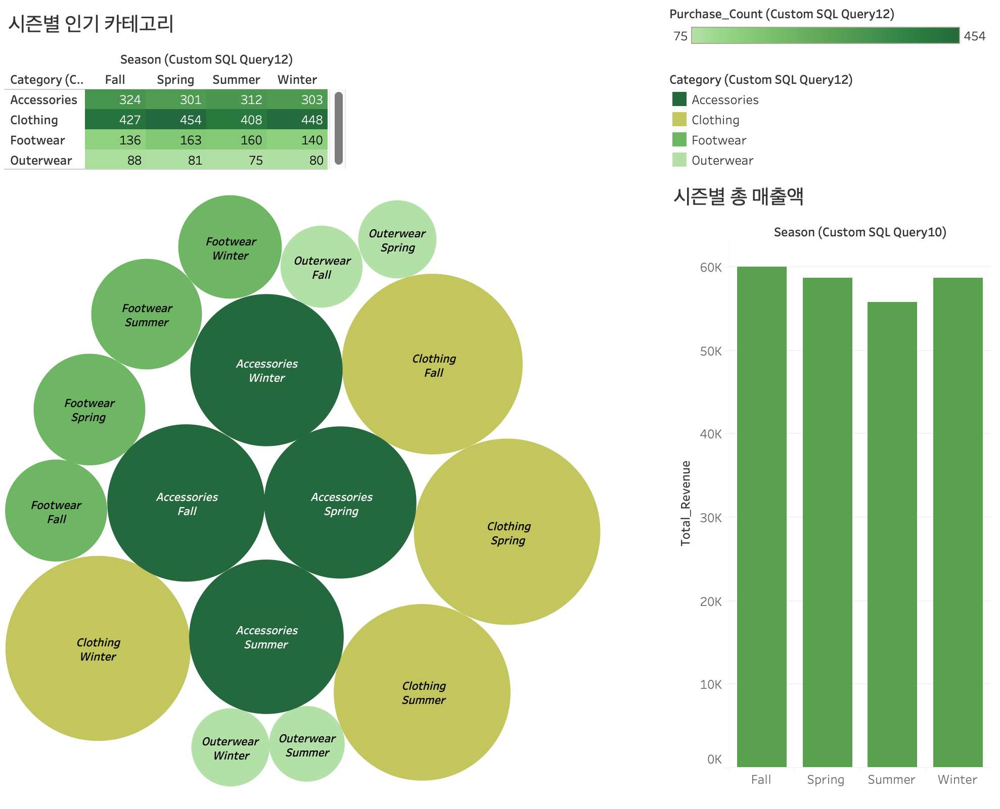 시즌별 인기 카테고리
Season (Custom SQL Query12)
Category (C.. Fall Spring Summer Winter
Accessories 324 301 312 303
Clothing 427 454 408 448
Footwear 136 163 160 140
Outerwear 88 81 75 80
Purchase_Count (Custom SQL Query12)
75 454
Category (Custom SQL Query12)
Accessories
Clothing
Footwear
Outerwear
Footwear
Winter
Outerwear
Fall
Outerwear
Spring
Footwear
Summer
Accessories
Winter
Clothing
Fall
Footwear
Spring
Accessories
Fall
Accessories
Spring
Footwear
Fall
Clothing
Spring
Clothing
Winter
Accessories
Summer
Clothing
Summer
Outerwear
Winter
Outerwear
Summer
시즌별 총 매출액
Season (Custom SQL Query10)
60K
50K
40K
30K
20K
10K
0K
Total_Revenue
Fall Spring Summer Winter